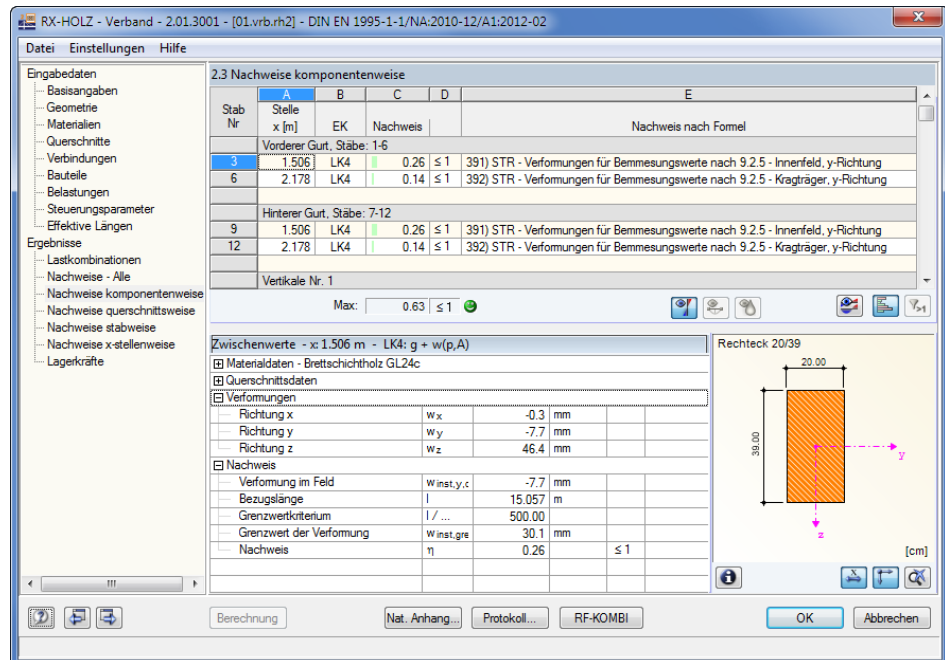 RX-HOLZ - Verband - 2.01.3001 - [01.vrb.rh2] - DIN EN 1995-1-1/NA:2010-12/A1:2012-02
Datei Einstellungen Hilfe
Eingabedaten
Basisangaben
Geometrie
Materialien
Querschnitte
Verbindungen
Bauteile
Belastungen
Steuerungsparameter
Effektive Längen
Ergebnisse
Lastkombinationen
Nachweise - Alle
Nachweise komponentenweise
Nachweise querschnittsweise
Nachweise stabweise
Nachweise x-stellenweise
Lagerkräfte
2.3 Nachweise komponentenweise
A B C D E
Stab Stelle
Nr x [m] EK Nachweis Nachweis nach Formel
Vorderer Gurt, Stäbe: 1-6
3 1.506 LK4 0.26 ≤ 1 391) STR - Verformungen für Bemmesungswerte nach 9.2.5 - Innenfeld, y-Richtung
6 2.178 LK4 0.14 ≤ 1 392) STR - Verformungen für Bemmesungswerte nach 9.2.5 - Kragträger, y-Richtung
Hinterer Gurt, Stäbe: 7-12
9 1.506 LK4 0.26 ≤ 1 391) STR - Verformungen für Bemmesungswerte nach 9.2.5 - Innenfeld, y-Richtung
12 2.178 LK4 0.14 ≤ 1 392) STR - Verformungen für Bemmesungswerte nach 9.2.5 - Kragträger, y-Richtung
Vertikale Nr. 1
Max: 0.63 ≤ 1
>1
Zwischenwerte - x: 1.506 m - LK4: g + w(p,A)
Materialdaten - Brettschichtholz GL24c
Querschnittsdaten
Verformungen
Richtung x wx -0.3 mm
Richtung y wy -7.7 mm
Richtung z wz 46.4 mm
Nachweis
Verformung im Feld winst,y,c -7.7 mm
Bezugslänge l 15.057 m
Grenzwertkriterium l / ... 500.00
Grenzwert der Verformung winst,gre 30.1 mm
Nachweis η 0.26 ≤ 1
Rechteck 20/39
20.00
39.00
y
z
[cm]
Berechnung Nat. Anhang... Protokoll... RF-KOMBI OK Abbrechen